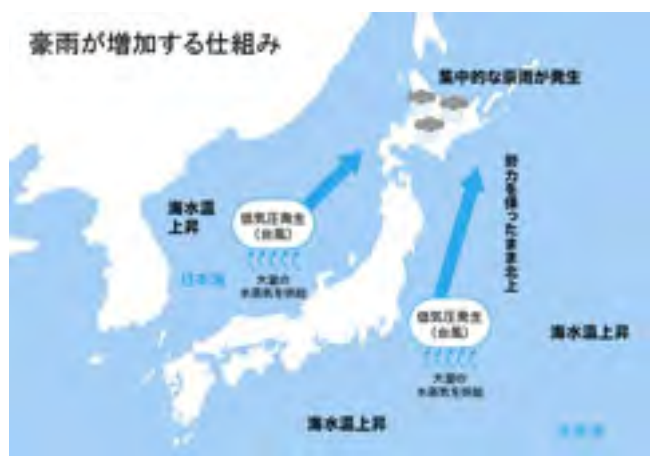 豪雨が増加する仕組み
集中的な豪雨が発生
勢力を保ったまま北上
海水温
上昇
低気圧発生
（台風）
日本海
大量の
水蒸気を供給
低気圧発生
（台風）
大量の
水蒸気を供給
海水温上昇
海水温上昇